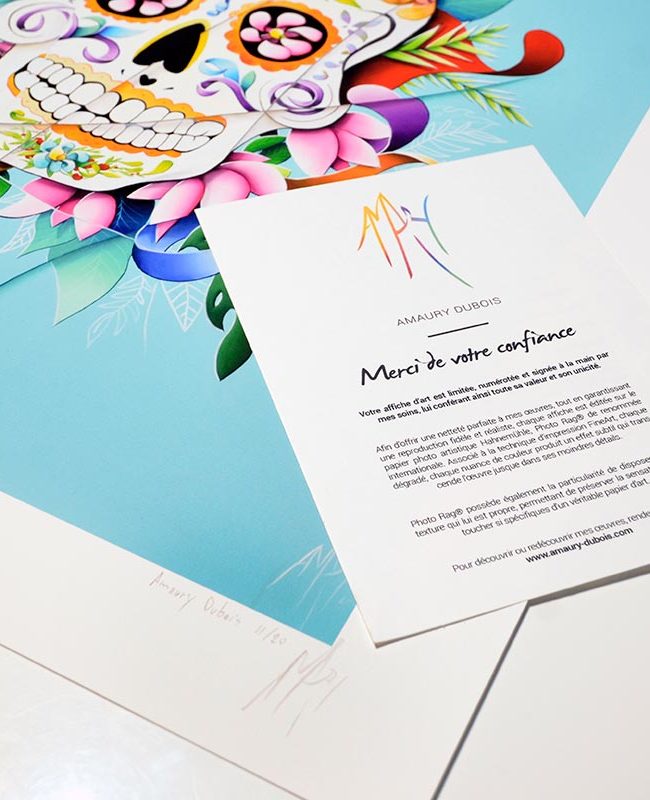 AMAURY DUBOIS
Merci de votre confiance
Votre affiche d'art est limitée, numérotée et signée à la main par
mes soins, lui conférant ainsi toute sa valeur et son unicité.
Afin d'offrir une netteté parfaite à mes œuvres, tout en garantissant
une reproduction fidèle et réaliste, chaque affiche est éditée sur le
papier photo artistique Hahnemühle, Photo Rag® de renommée
internationale. Associé à la technique d'impression FineArt, chaque
dégradé, chaque nuance de couleur produit un effet subtil qui trans
cende l'œuvre jusque dans ses moindres détails.
Photo Rag® possède également la particularité de dispose
texture qui lui est propre, permettant de préserver la sensat
toucher si spécifiques d'un véritable papier d'art.
Pour découvrir ou redécouvrir mes œuvres, rende
www.amaury-dubois.com
Amaury Dubois 11/20